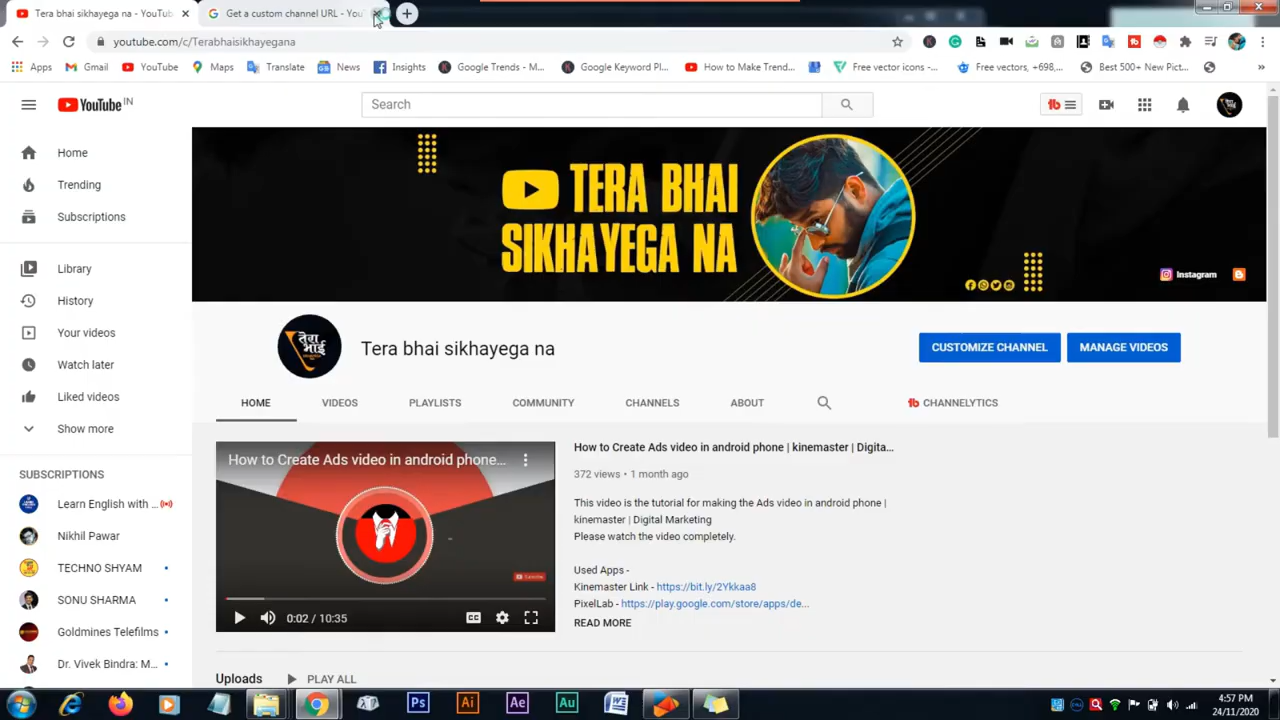 Tera bhai sikhayega na - YouTub
Get a custom channel URL - You
youtube.com/c/Terabhaisikhayegana
Apps
Gmail
YouTube
Maps
Translate
News
Insights
Google Trends - M...
Google Keyword Pl...
How to Make Trend...
Free vector icons -...
Free vectors, +698,...
Best 500+ New Pict...
»
YouTube IN
Search
tb
Home
Trending
Subscriptions
Library
History
Your videos
Watch later
Liked videos
Show more
SUBSCRIPTIONS
Learn English with ...
Nikhil Pawar
TECHNO SHYAM
SONU SHARMA
Goldmines Telefilms
Dr. Vivek Bindra: M...
TERA BHAI
SIKHAYEGA NA
Instagram
तेरा
भाई
Tera bhai sikhayega na
CUSTOMIZE CHANNEL
MANAGE VIDEOS
HOME
VIDEOS
PLAYLISTS
COMMUNITY
CHANNELS
ABOUT
tb CHANNELYTICS
How to Create Ads video in android phone...
0:02 / 10:35
CC
How to Create Ads video in android phone | kinemaster | Digita...
372 views • 1 month ago
This video is the tutorial for making the Ads video in android phone |
kinemaster | Digital Marketing
Please watch the video completely.
Used Apps -
Kinemaster Link - https://bit.ly/2Ykkaa8
PixelLab - https://play.google.com/store/apps/de...
READ MORE
Uploads
PLAY ALL
Ps
Ai
Ae
Au
4:57 PM
24/11/2020